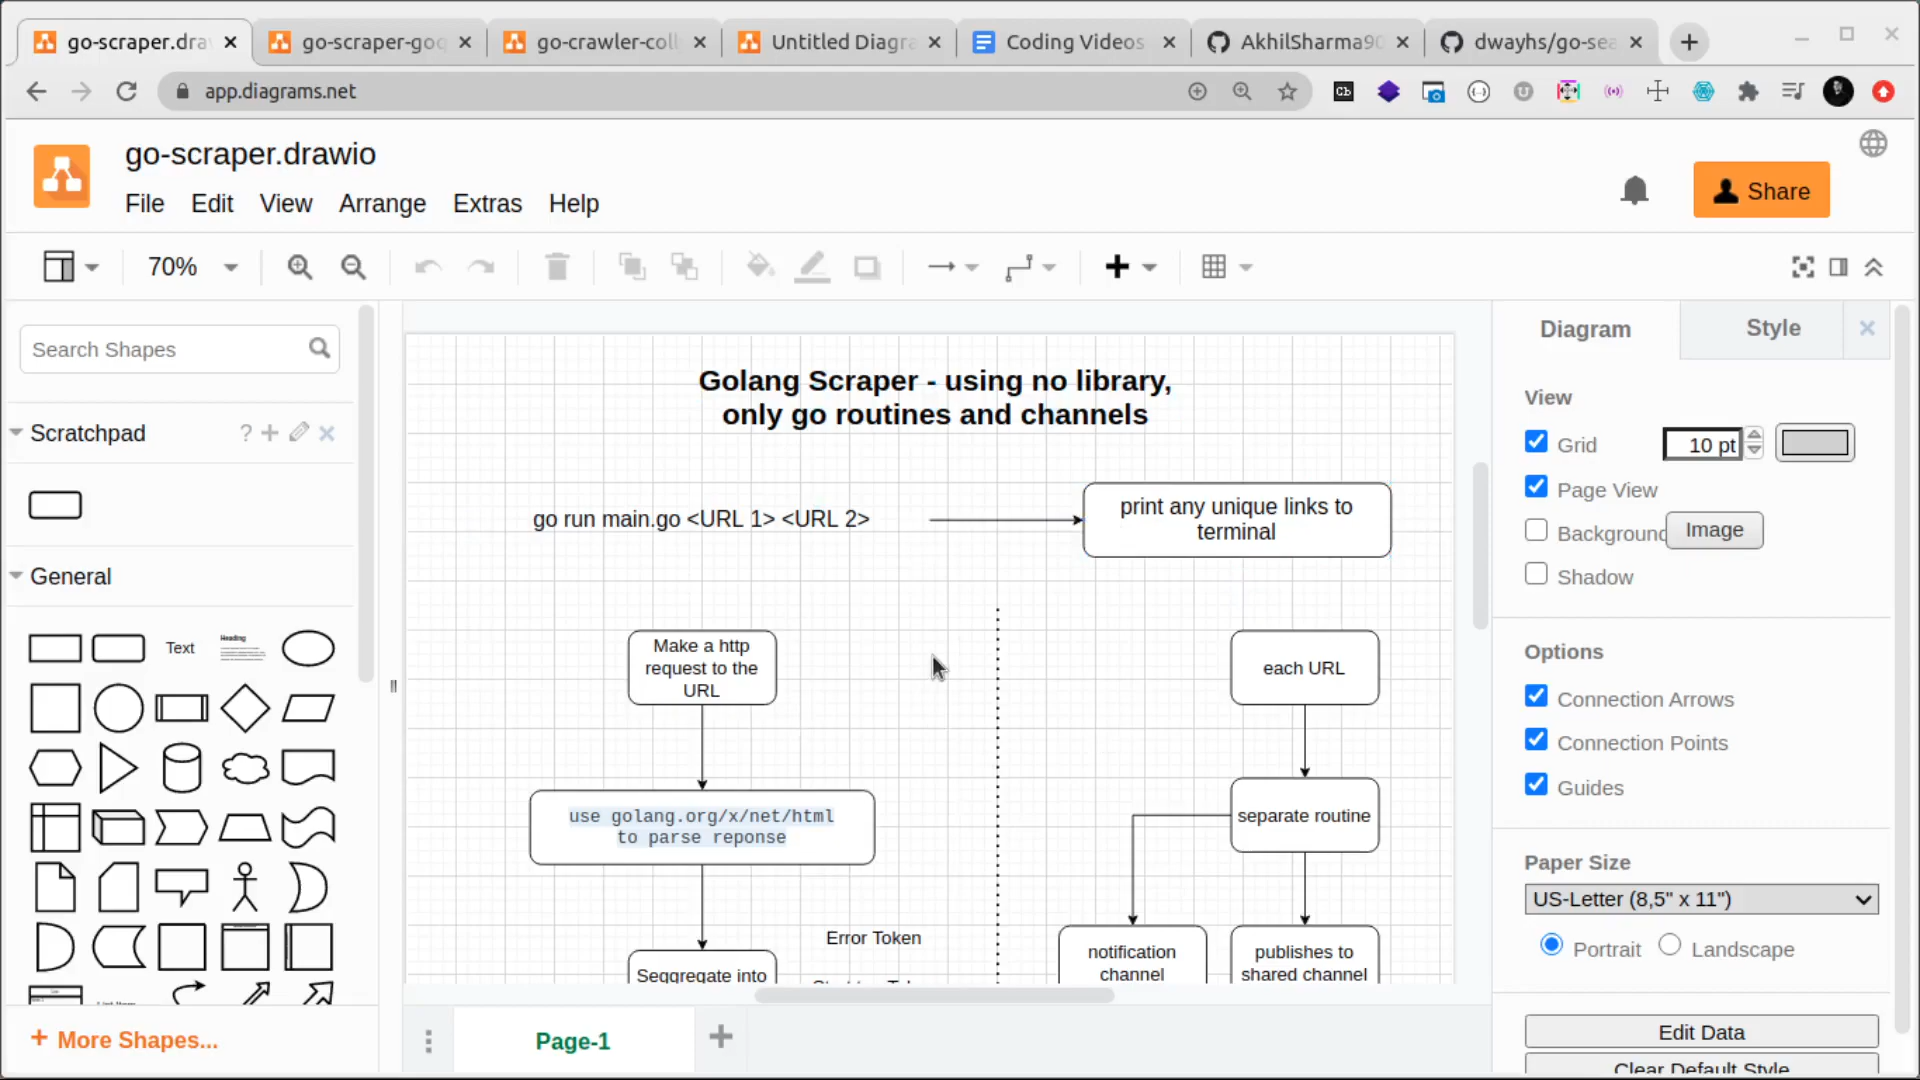 go-scraper.dra
go-scraper-goq
go-crawler-coll
Untitled Diagra
Coding Videos
AkhilSharma90
dwayhs/go-sea
app.diagrams.net
go-scraper.drawio
File Edit View Arrange Extras Help
Share
70%
Search Shapes
Scratchpad
?
General
Text
Heading
More Shapes...
Golang Scraper - using no library,
only go routines and channels
go run main.go <URL 1> <URL 2>
print any unique links to
terminal
Make a http
request to the
URL
use golang.org/x/net/html
to parse reponse
Seggregate into
Error Token
each URL
separate routine
notification
channel
publishes to
shared channel
Page-1
Diagram
Style
View
Grid
10 pt
Page View
Background
Image
Shadow
Options
Connection Arrows
Connection Points
Guides
Paper Size
US-Letter (8,5" x 11")
Portrait
Landscape
Edit Data
Clear Default Style